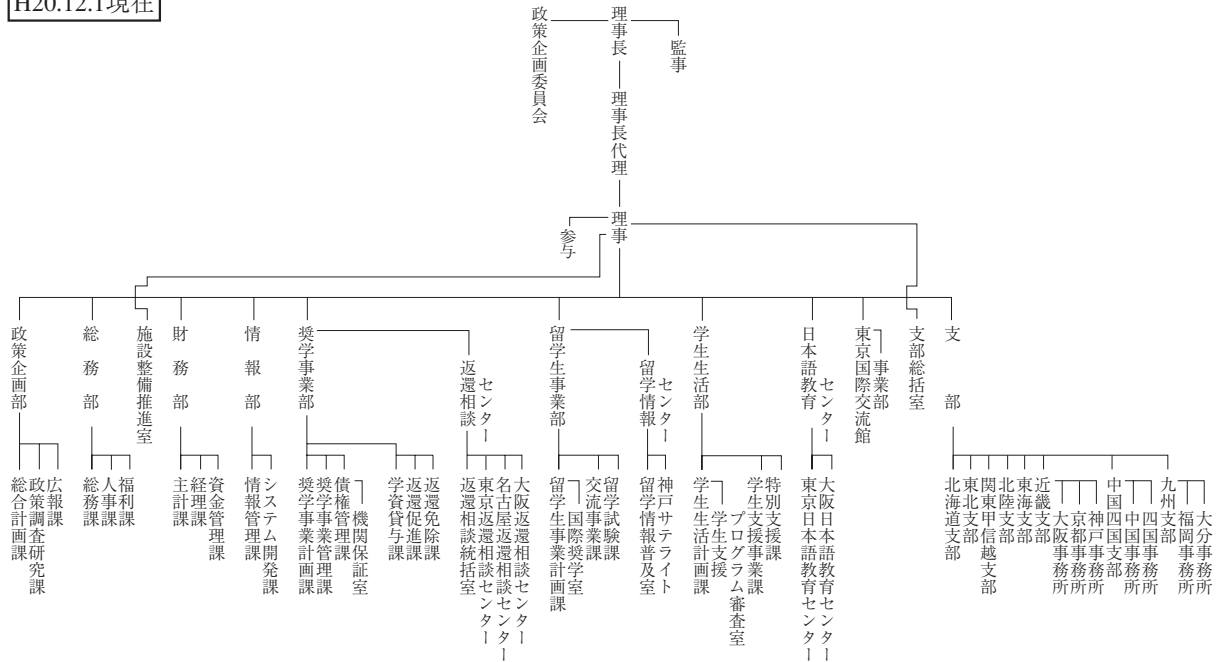 H20.12.1現在
政策企画委員会
理事長
監事
理事長代理
理事
参与
政策企画部
総務部
施設整備推進室
財務部
情報部
奨学事業部
返還相談センター
留学生事業部
留学情報センター
学生生活部
日本語教育センター
東京国際交流館
事業部
支部総括室
支部
総合計画課
政策調査研究課
広報課
総務課
人事課
福利課
主計課
経理課
資金管理課
情報管理課
システム開発課
奨学事業計画課
奨学事業管理課
債権管理課
機関保証室
学資貸与課
返還促進課
返還免除課
返還相談統括室
東京返還相談センター
名古屋返還相談センター
大阪返還相談センター
留学生事業計画課
国際奨学室
交流事業課
留学試験課
留学情報普及室
神戸サテライト
学生生活計画課
学生支援プログラム審査室
学生支援事業課
特別支援課
東京日本語教育センター
大阪日本語教育センター
北海道支部
東北支部
関東甲信越支部
北陸支部
東海支部
近畿支部
大阪事務所
京都事務所
神戸事務所
中国四国支部
中国事務所
四国事務所
九州支部
福岡事務所
大分事務所